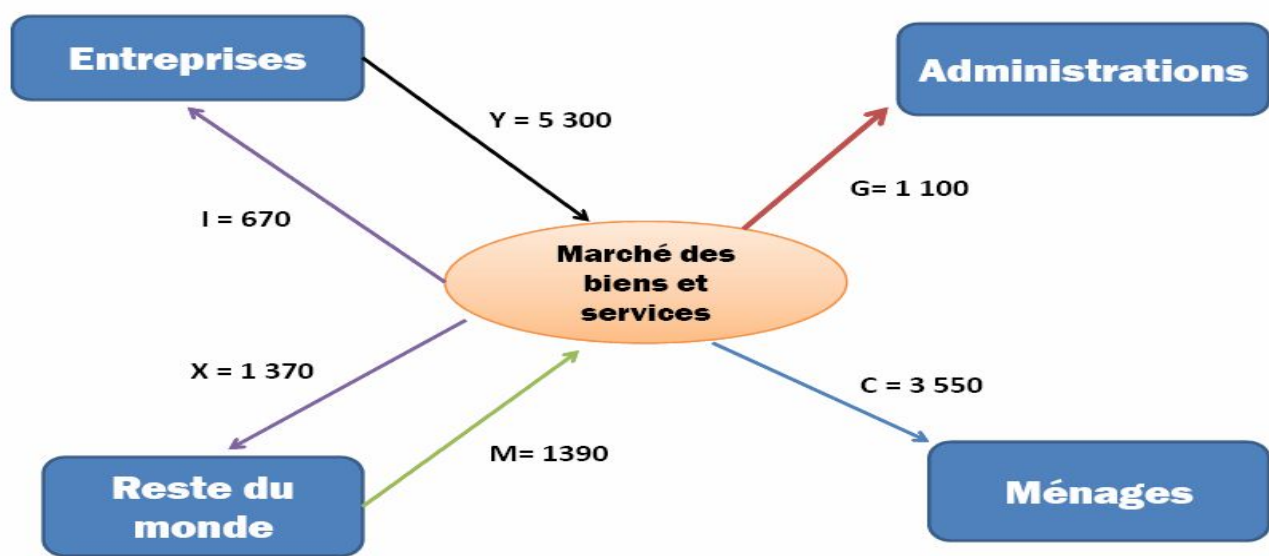 Entreprises
Administrations
Y = 5 300
G= 1 100
I = 670
Marché des
biens et
services
X = 1 370
C = 3 550
M= 1390
Reste du
monde
Ménages